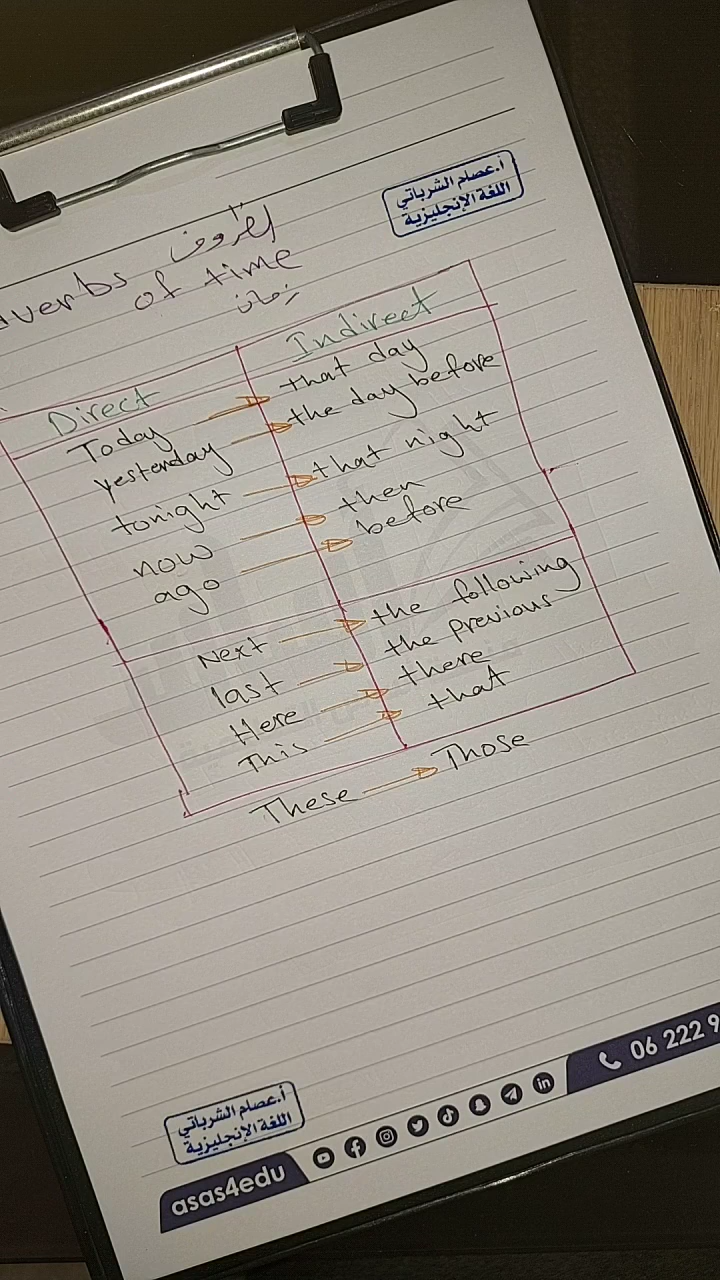 أ.عصام الشرباتي
اللغة الإنجليزية
verbs الظروف
of time
زمان
Direct Indirect
Today that day
yesterday the day before
tonight that night
now then
ago before
Next the following
last the previous
Here there
This that
These Those
أ.عصام الشرباتي
اللغة الإنجليزية
asas4edu
06 222 9